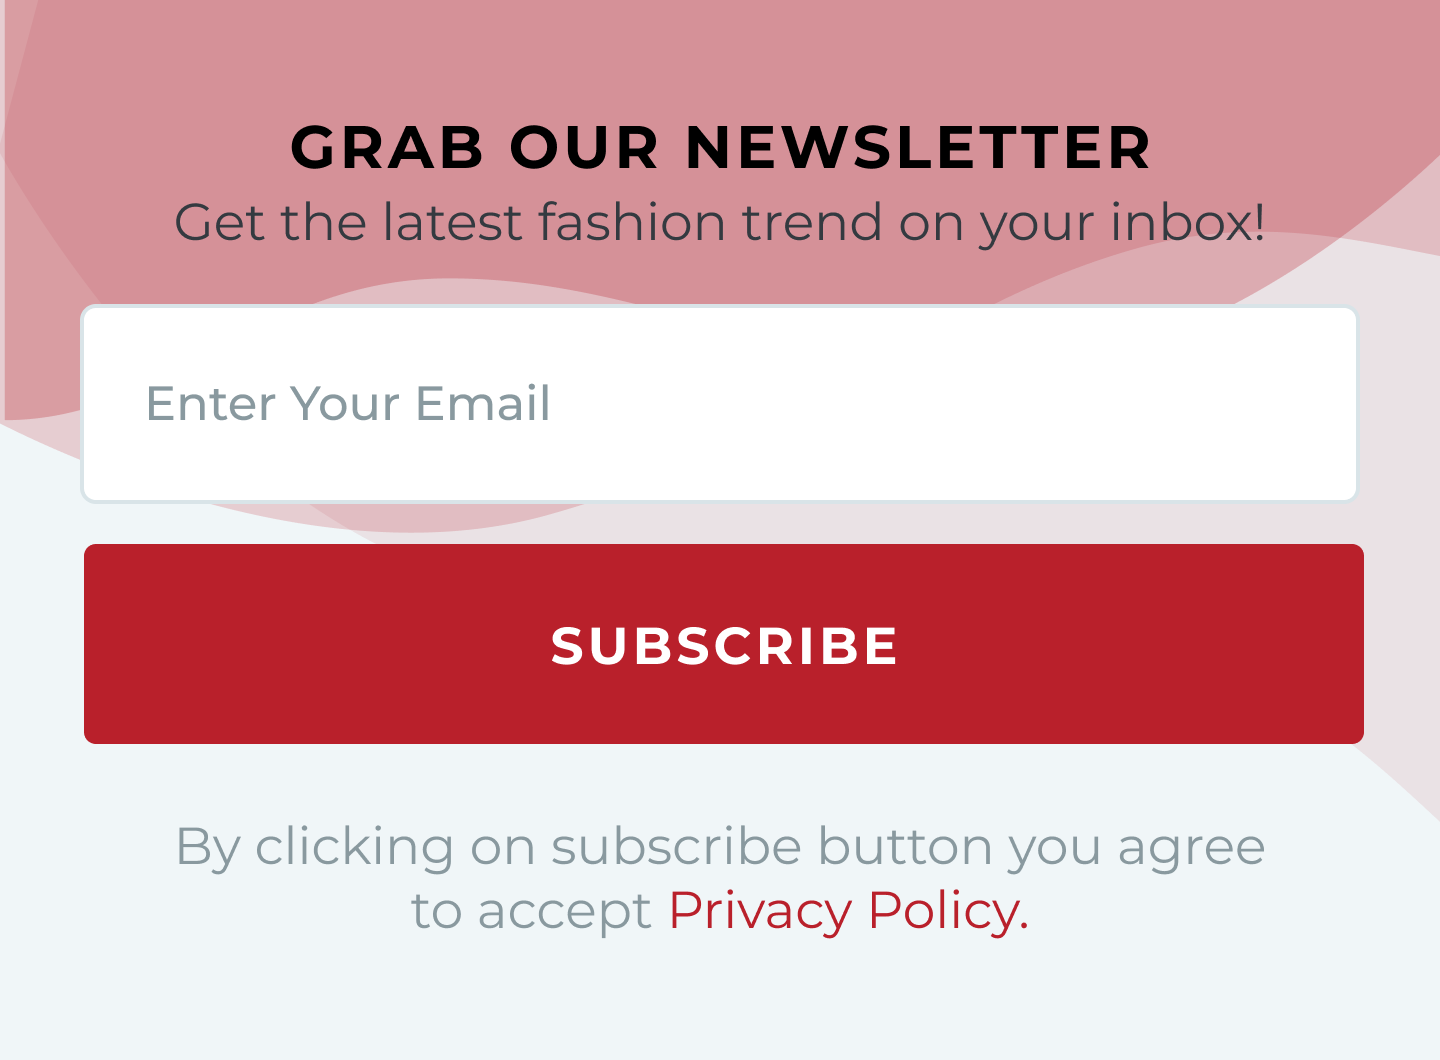 GRAB OUR NEWSLETTER
Get the latest fashion trend on your inbox!
Enter Your Email
SUBSCRIBE
By clicking on subscribe button you agree
to accept Privacy Policy.